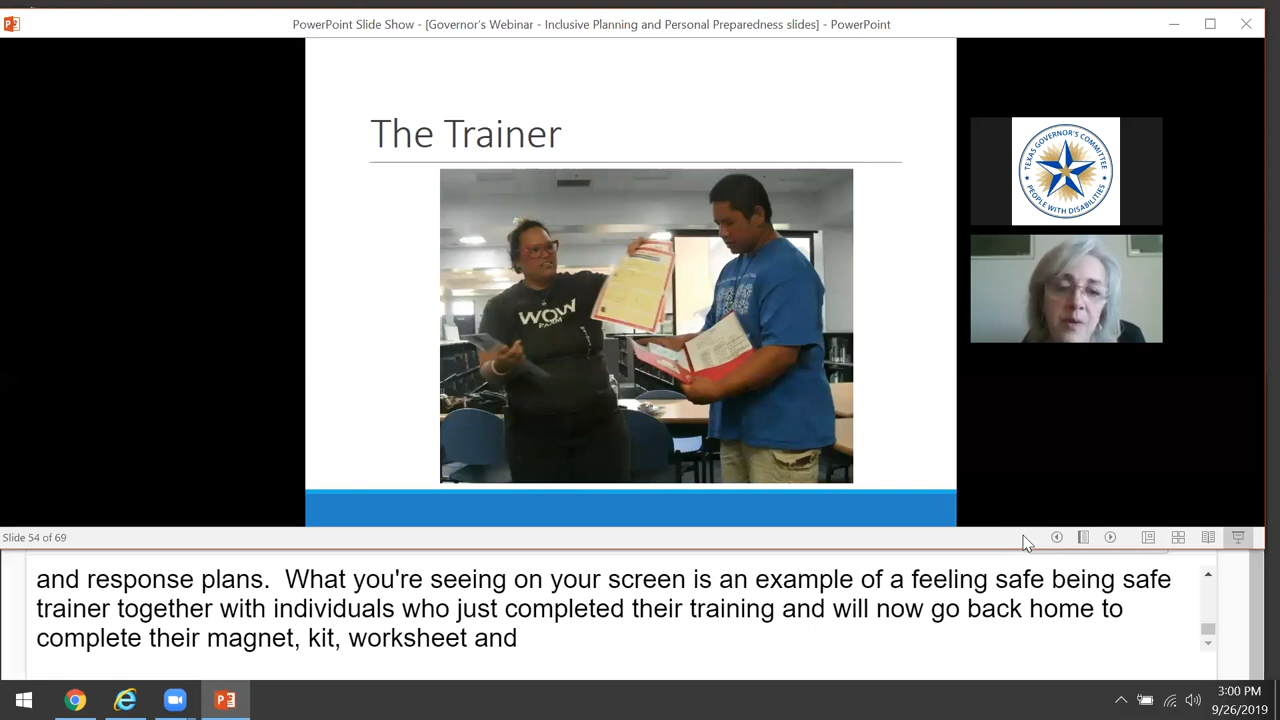 PowerPoint Slide Show - [Governor's Webinar - Inclusive Planning and Personal Preparedness slides] - PowerPoint
The Trainer
WOW
FARM
TEXAS GOVERNOR'S COMMITTEE
PEOPLE WITH DISABILITIES
Slide 54 of 69
and response plans.  What you're seeing on your screen is an example of a feeling safe being safe
trainer together with individuals who just completed their training and will now go back home to
complete their magnet, kit, worksheet and
3:00 PM
9/26/2019